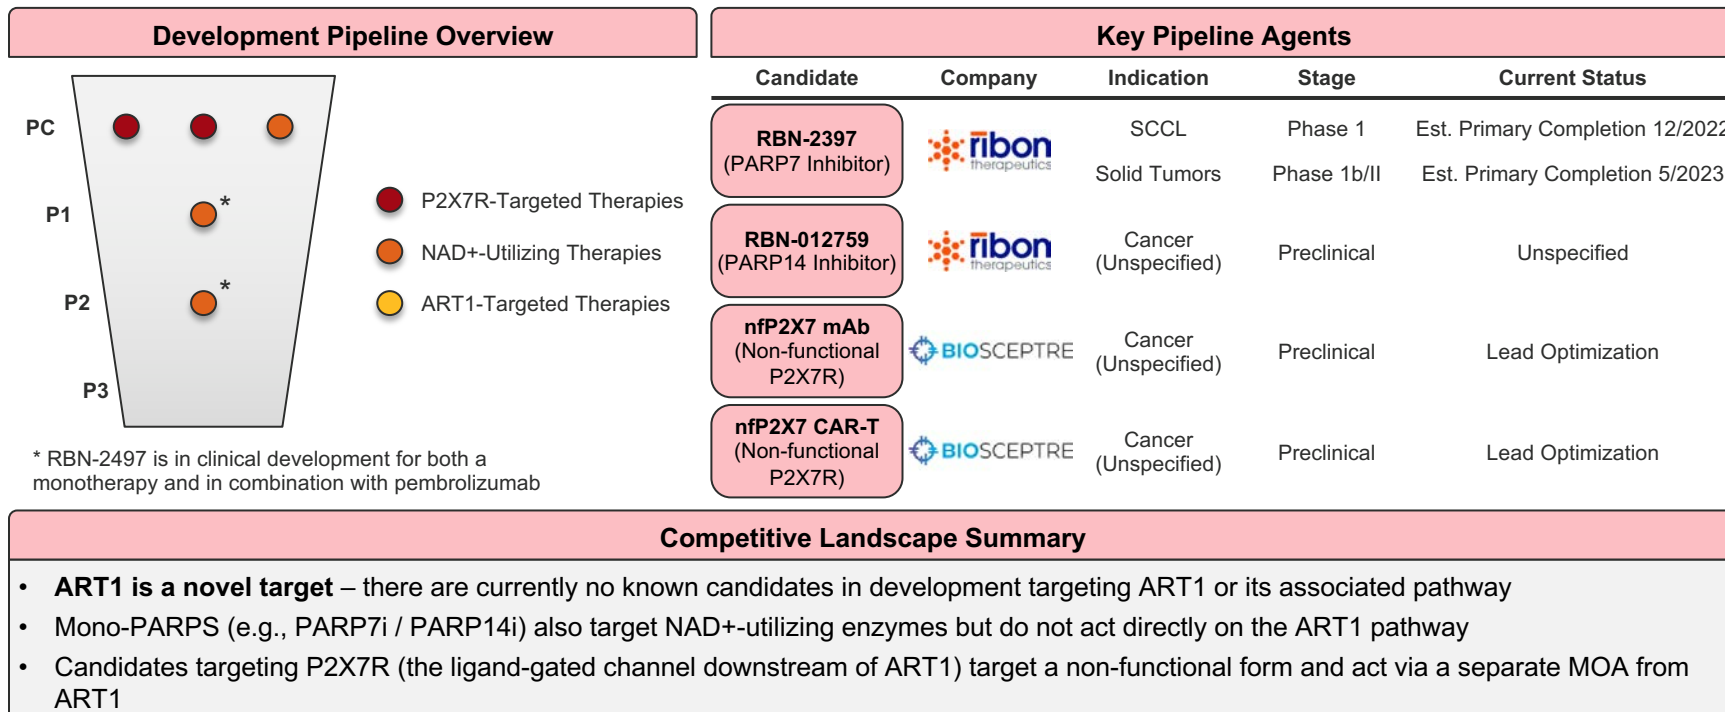 Development Pipeline Overview
PC
P1
*
P2
*
P3
P2X7R-Targeted Therapies
NAD+-Utilizing Therapies
ART1-Targeted Therapies
* RBN-2497 is in clinical development for both a
monotherapy and in combination with pembrolizumab
Key Pipeline Agents
Candidate Company Indication Stage Current Status
RBN-2397
(PARP7 Inhibitor)
ribon
therapeutics
SCCL Phase 1 Est. Primary Completion 12/2022
Solid Tumors Phase 1b/II Est. Primary Completion 5/2023
RBN-012759
(PARP14 Inhibitor)
ribon
therapeutics
Cancer
(Unspecified)
Preclinical Unspecified
nfP2X7 mAb
(Non-functional
P2X7R)
BIOSCEPTRE
Cancer
(Unspecified)
Preclinical Lead Optimization
nfP2X7 CAR-T
(Non-functional
P2X7R)
BIOSCEPTRE
Cancer
(Unspecified)
Preclinical Lead Optimization
Competitive Landscape Summary
• ART1 is a novel target – there are currently no known candidates in development targeting ART1 or its associated pathway
• Mono-PARPS (e.g., PARP7i / PARP14i) also target NAD+-utilizing enzymes but do not act directly on the ART1 pathway
• Candidates targeting P2X7R (the ligand-gated channel downstream of ART1) target a non-functional form and act via a separate MOA from
ART1